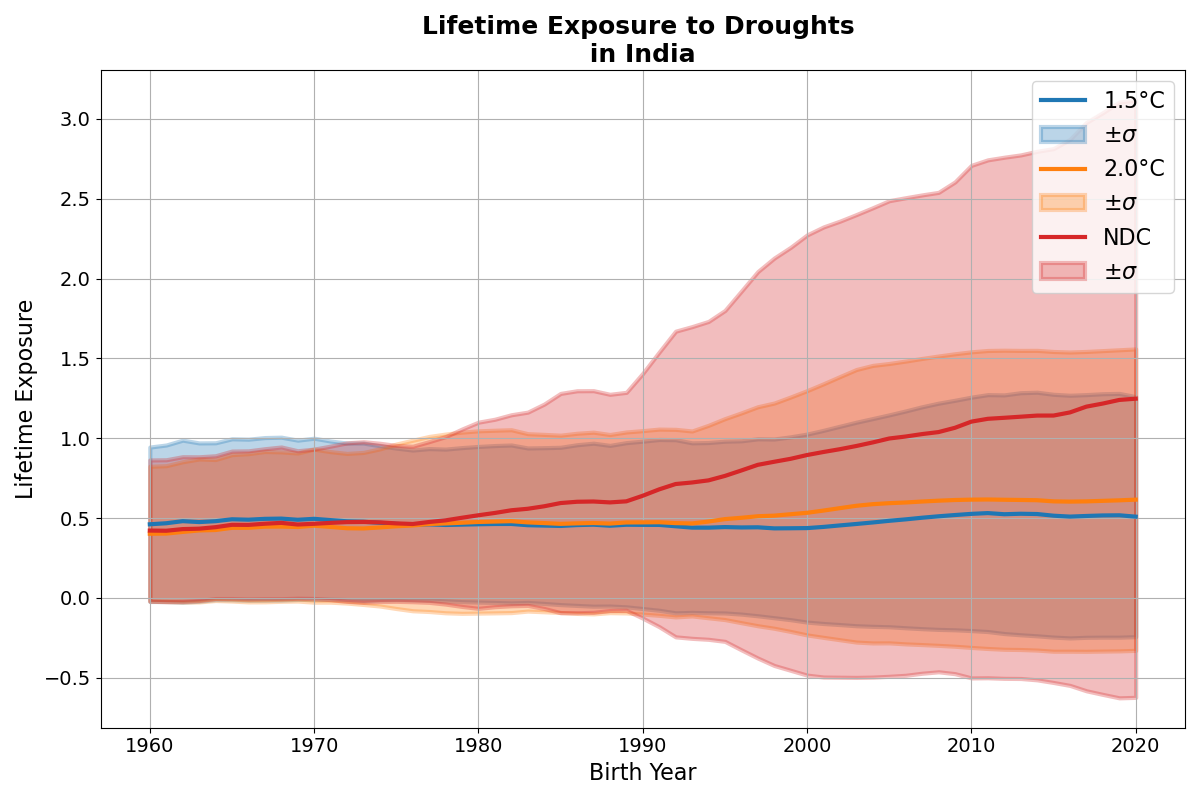 Lifetime Exposure to Droughts
in India
Lifetime Exposure
3.0
2.5
2.0
1.5
1.0
0.5
0.0
−0.5
1960
1970
1980
1990
2000
2010
2020
Birth Year
1.5°C
±σ
2.0°C
±σ
NDC
±σ